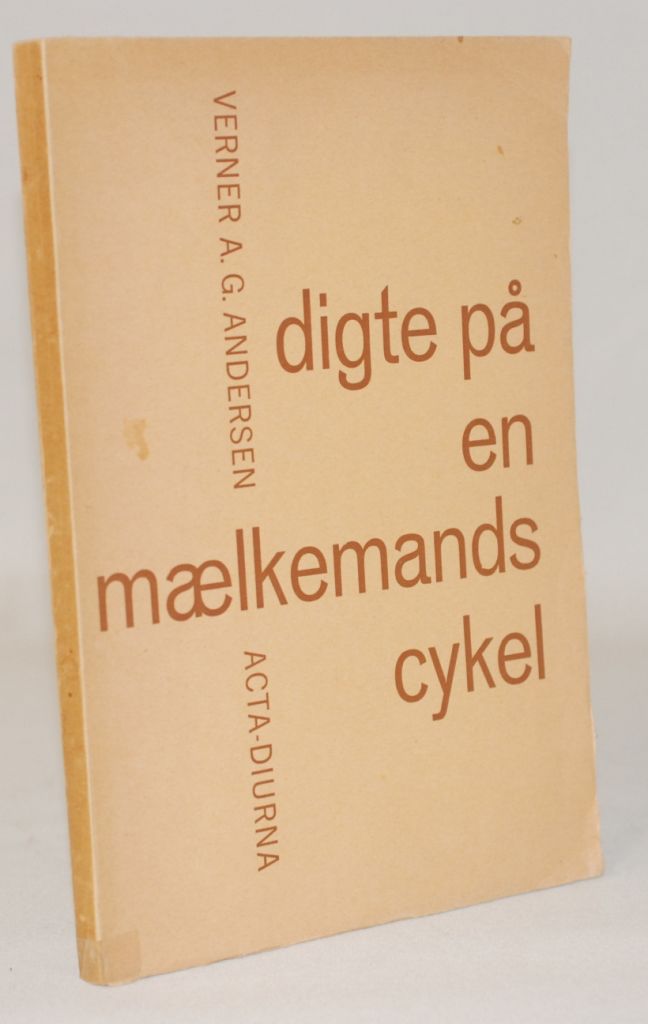 VERNER A. G. ANDERSEN
digte på
en
mælkemands
cykel
ACTA-DIURNA